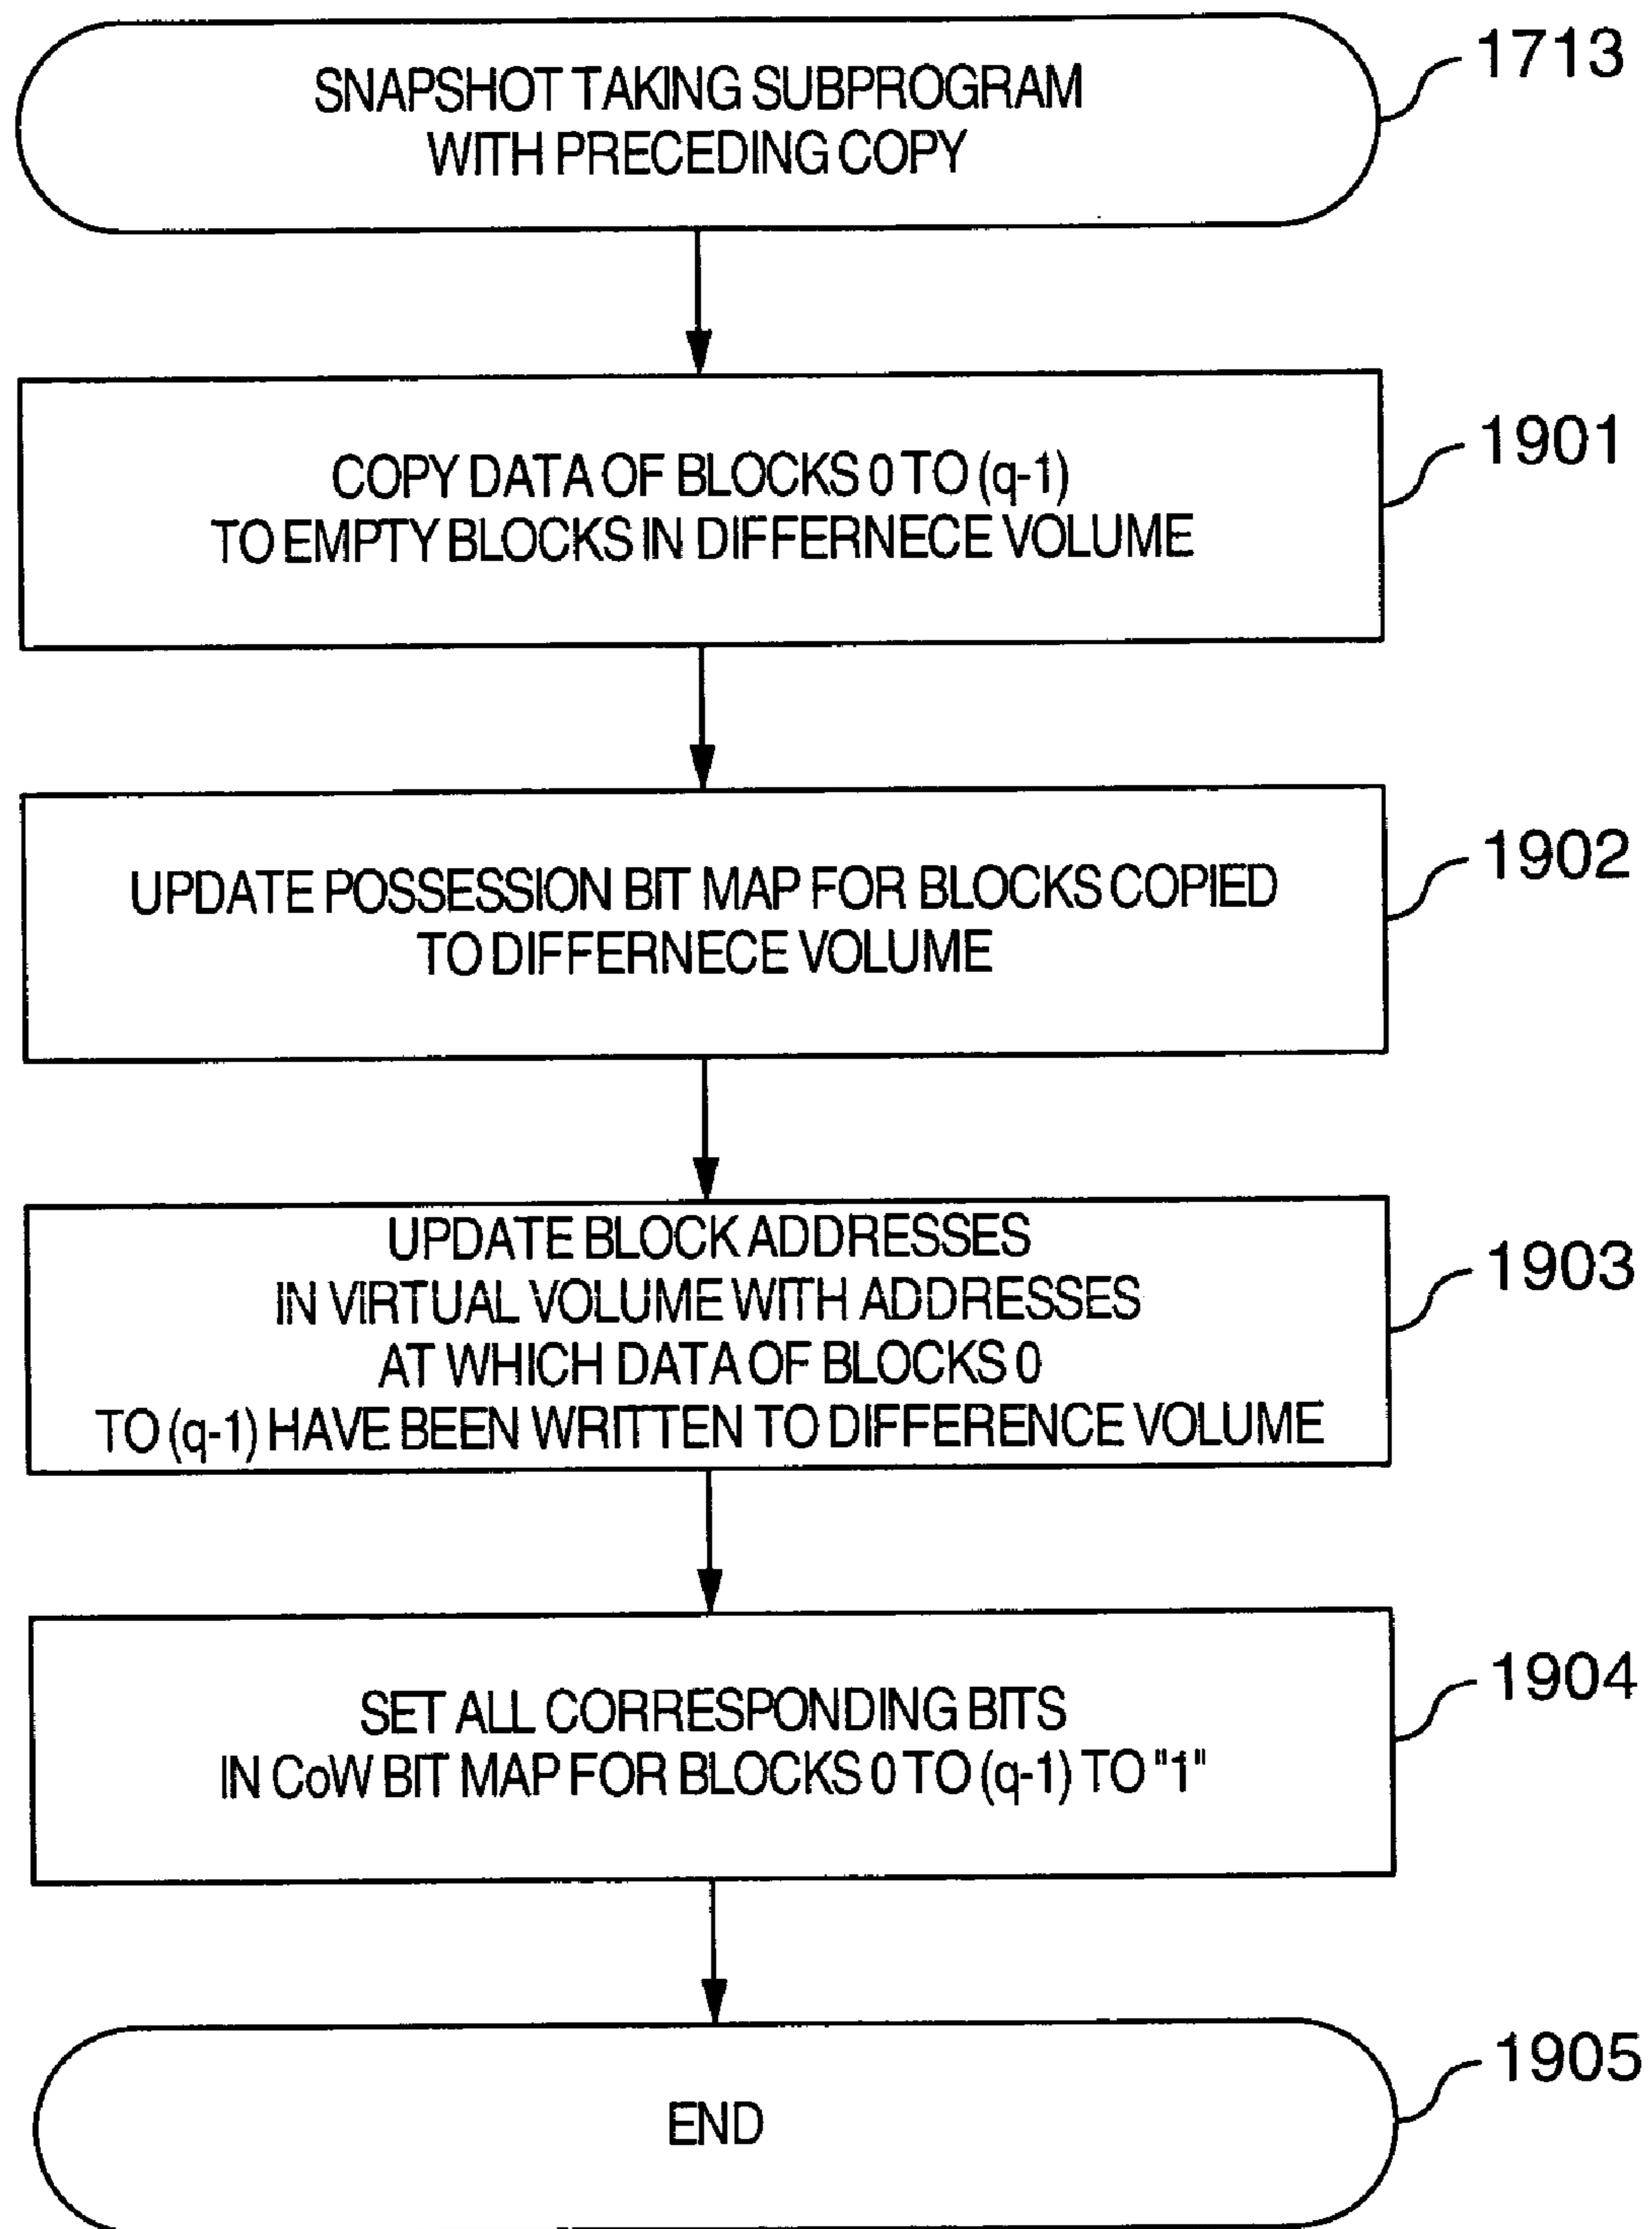 1713
SNAPSHOT TAKING SUBPROGRAM
WITH PRECEDING COPY
1901
COPY DATA OF BLOCKS 0 TO (q-1)
TO EMPTY BLOCKS IN DIFFERNECE VOLUME
1902
UPDATE POSSESSION BIT MAP FOR BLOCKS COPIED
TO DIFFERNECE VOLUME
1903
UPDATE BLOCK ADDRESSES
IN VIRTUAL VOLUME WITH ADDRESSES
AT WHICH DATA OF BLOCKS 0
TO (q-1) HAVE BEEN WRITTEN TO DIFFERENCE VOLUME
1904
SET ALL CORRESPONDING BITS
IN CoW BIT MAP FOR BLOCKS 0 TO (q-1) TO "1"
1905
END